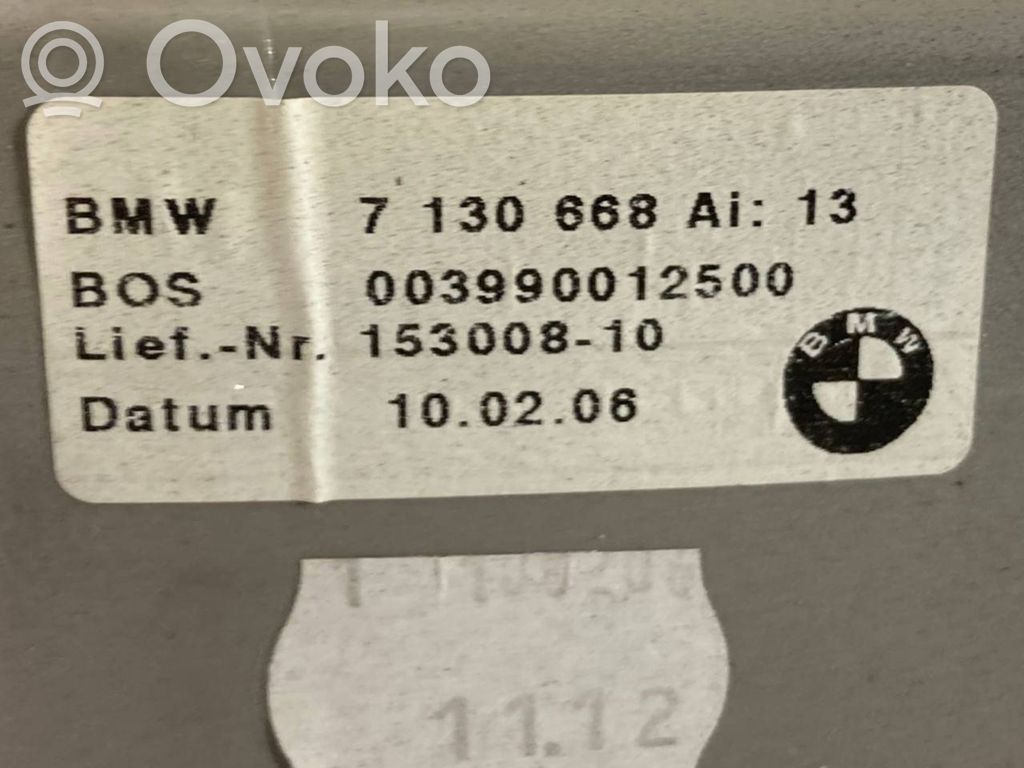 Ovoko
BMW 7 130 668 Ai: 13
BOS 003990012500
Lief.-Nr. 153008-10
Datum 10.02.06
BMW
11.12